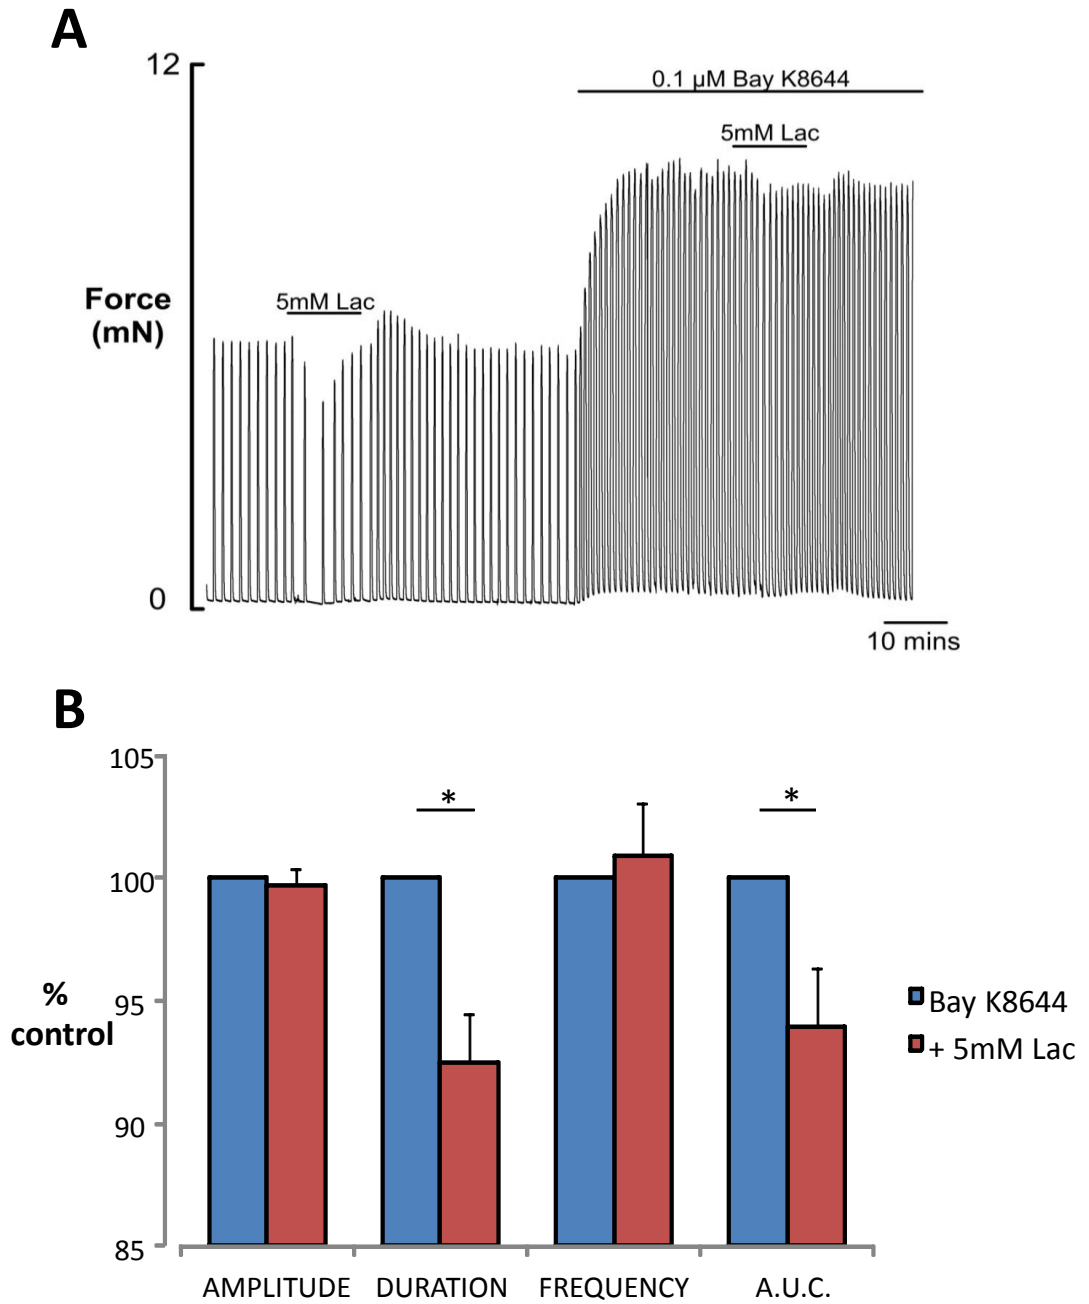 A
12
0.1 µM Bay K8644
5mM Lac
5mM Lac
Force
(mN)
0
10 mins
B
105
*
*
100
95
%
control
Bay K8644
+ 5mM Lac
90
85
AMPLITUDE DURATION FREQUENCY A.U.C.